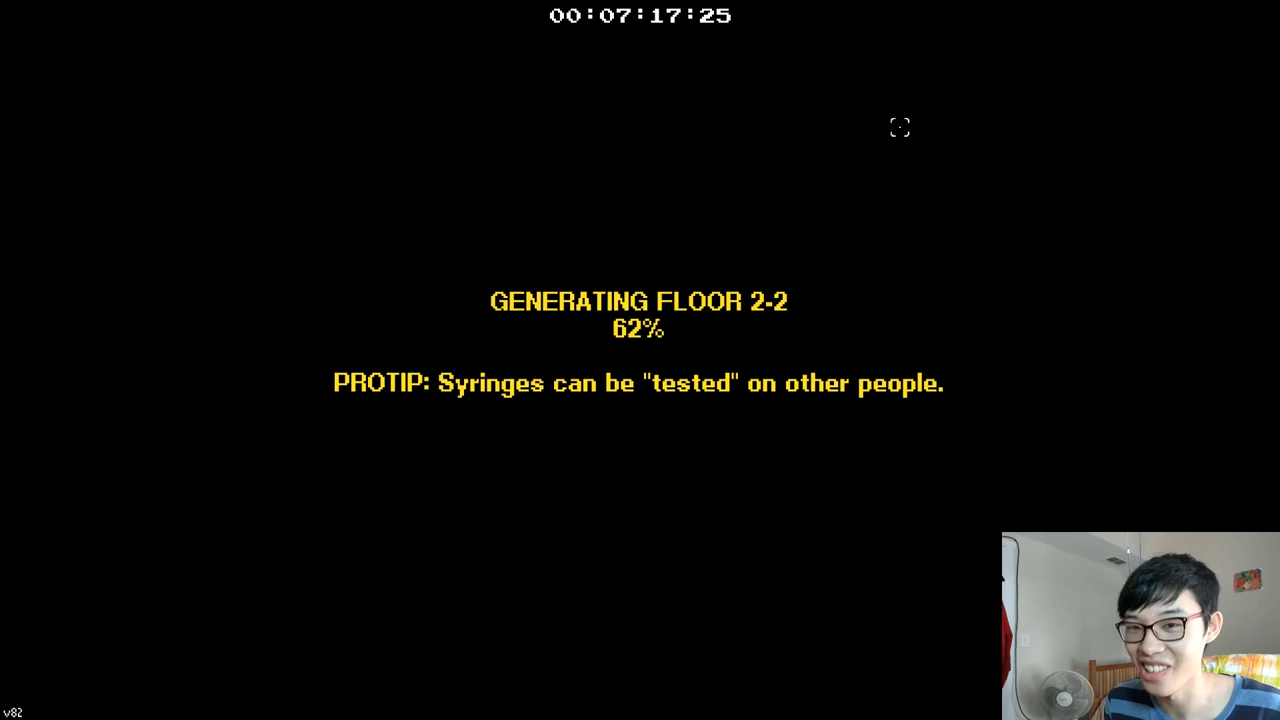 00:07:17:25
GENERATING FLOOR 2-2
62%
PROTIP: Syringes can be "tested" on other people.
v82